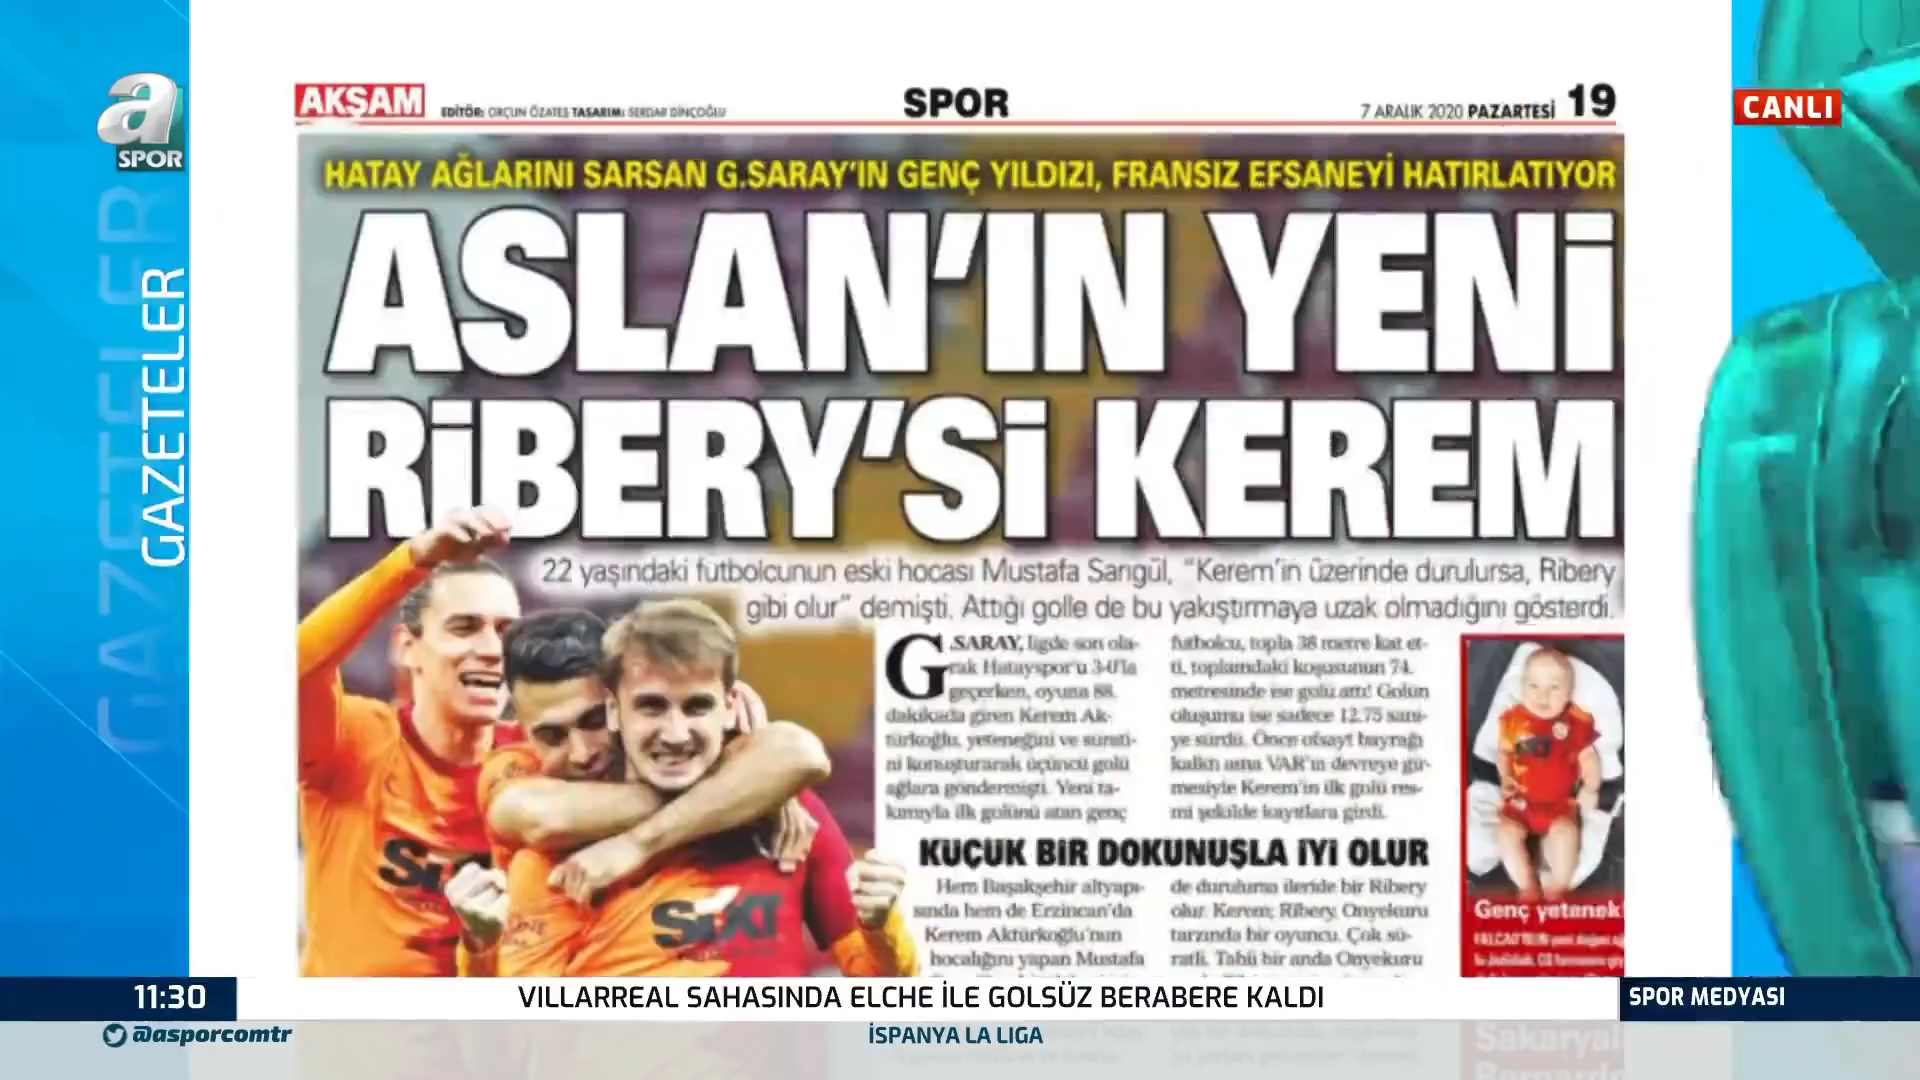 a
SPOR
GAZETELER
GAZETELER
CANLI
AKŞAM
EDİTÖR: ORÇUN ÖZATEŞ TASARIM: SERDAR DİNÇOĞLU
SPOR
7 ARALIK 2020 PAZARTESİ 19
HATAY AĞLARINI SARSAN G.SARAY'IN GENÇ YILDIZI, FRANSIZ EFSANEYİ HATIRLATIYOR
ASLAN'IN YENİ
RİBERY'Sİ KEREM
22 yaşındaki futbolcunun eski hocası Mustafa Sarıgül, "Kerem'in üzerinde durulursa, Ribery
gibi olur" demişti. Attığı golle de bu yakıştırmaya uzak olmadığını gösterdi.
G.SARAY, ligde son ola-
rak Hatayspor'u 3-0'la
geçerken, oyuna 88.
dakikada giren Kerem Ak-
türkoğlu, yeteneğini ve sürati-
ni konuşturarak üçüncü golü
ağlara göndermişti. Yeni ta-
kımıyla ilk golünü atan genç
futbolcu, topla 38 metre kat et-
ti, toplamdaki koşusunun 74.
metresinde ise golü attı! Golün
oluşumu ise sadece 12.75 sani-
ye sürdü. Önce ofsayt bayrağı
kalktı ama VAR'ın devreye gir-
mesiyle Kerem'in ilk golü res-
mi şekilde kayıtlara girdi.
KÜÇÜK BİR DOKUNUŞLA İYİ OLUR
Hem Başakşehir altyapı-
sında hem de Erzincan'da
Kerem Aktürkoğlu'nun
hocalığını yapan Mustafa
de durulursa ileride bir Ribery
olur. Kerem; Ribery, Onyekuru
tarzında bir oyuncu. Çok sü-
ratli. Tabii bir anda Onyekuru
Genç yetenek
SiXT
SiXT
11:30
VILLARREAL SAHASINDA ELCHE İLE GOLSÜZ BERABERE KALDI
SPOR MEDYASI
@asporcomtr
İSPANYA LA LIGA
Sakaryal